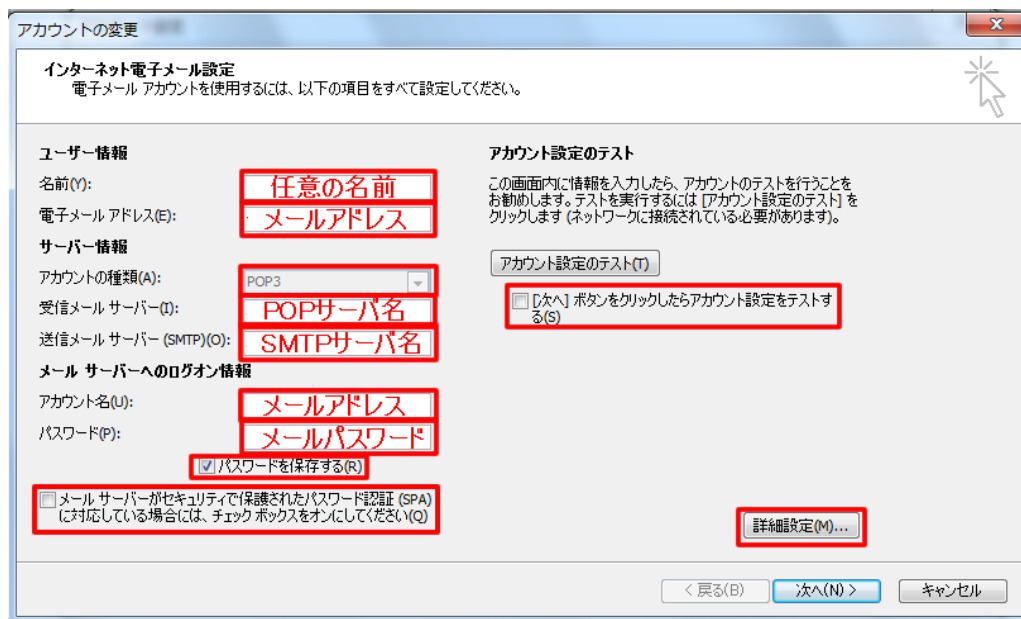 アカウントの変更
インターネット電子メール設定
電子メール アカウントを使用するには、以下の項目をすべて設定してください。
ユーザー情報
名前(Y):
任意の名前
電子メール アドレス(E):
メールアドレス
サーバー情報
アカウントの種類(A):
POP3
受信メール サーバー(I):
POPサーバ名
送信メール サーバー (SMTP)(O):
SMTPサーバ名
メール サーバーへのログオン情報
アカウント名(U):
メールアドレス
パスワード(P):
メールパスワード
パスワードを保存する(R)
メール サーバーがセキュリティで保護されたパスワード認証 (SPA)
に対応している場合には、チェック ボックスをオンにしてください(Q)
アカウント設定のテスト
この画面内に情報を入力したら、アカウントのテストを行うことを
お勧めします。テストを実行するには [アカウント設定のテスト] を
クリックします (ネットワークに接続されている必要があります)。
アカウント設定のテスト(T)
[次へ] ボタンをクリックしたらアカウント設定をテストす
る(S)
詳細設定(M)...
< 戻る(B)
次へ(N) >
キャンセル